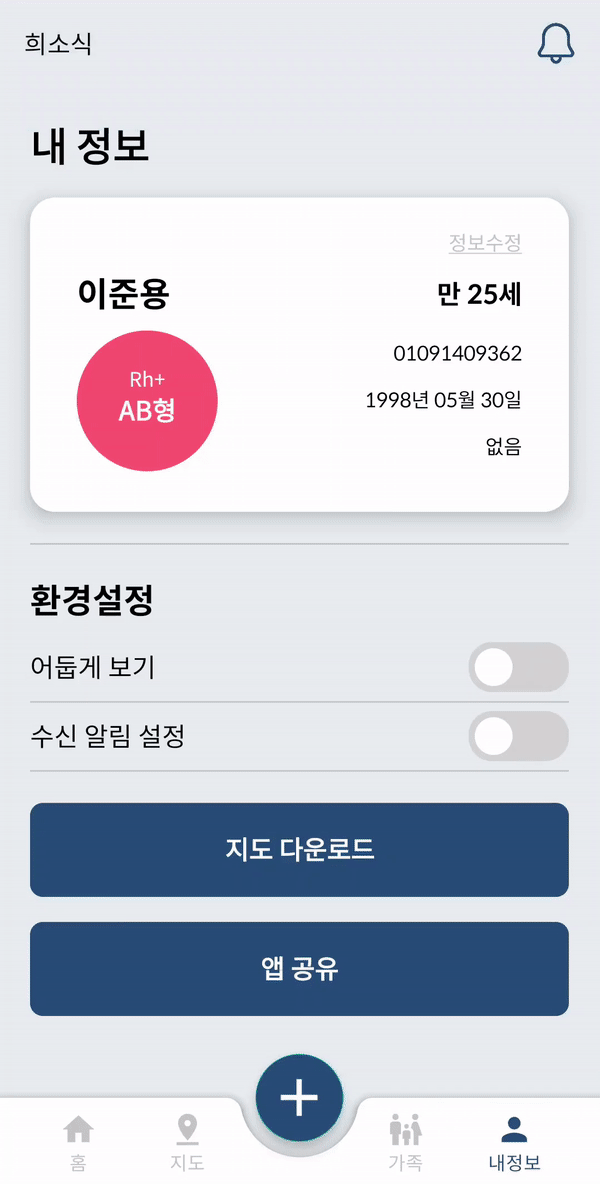 희소식
내 정보
정보수정
이준용
만 25세
Rh+
AB형
01091409362
1998년 05월 30일
없음
환경설정
어둡게 보기
수신 알림 설정
지도 다운로드
앱 공유
홈
지도
가족
내정보